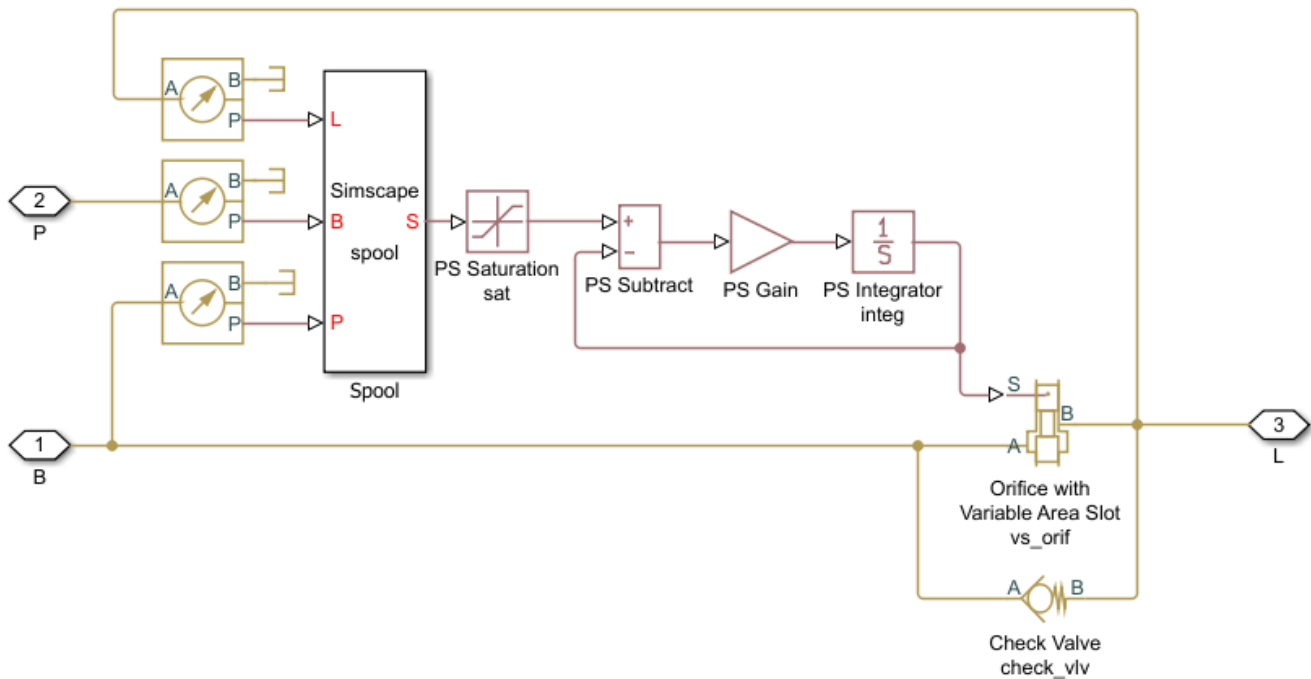 A
B
P
L
2
P
A
B
P
B
Simscape
spool
S
PS Saturation
sat
+
−
PS Subtract
PS Gain
1
S
PS Integrator
integ
A
B
P
P
Spool
1
B
S
B
A
3
L
Orifice with
Variable Area Slot
vs_orif
A
B
Check Valve
check_vlv